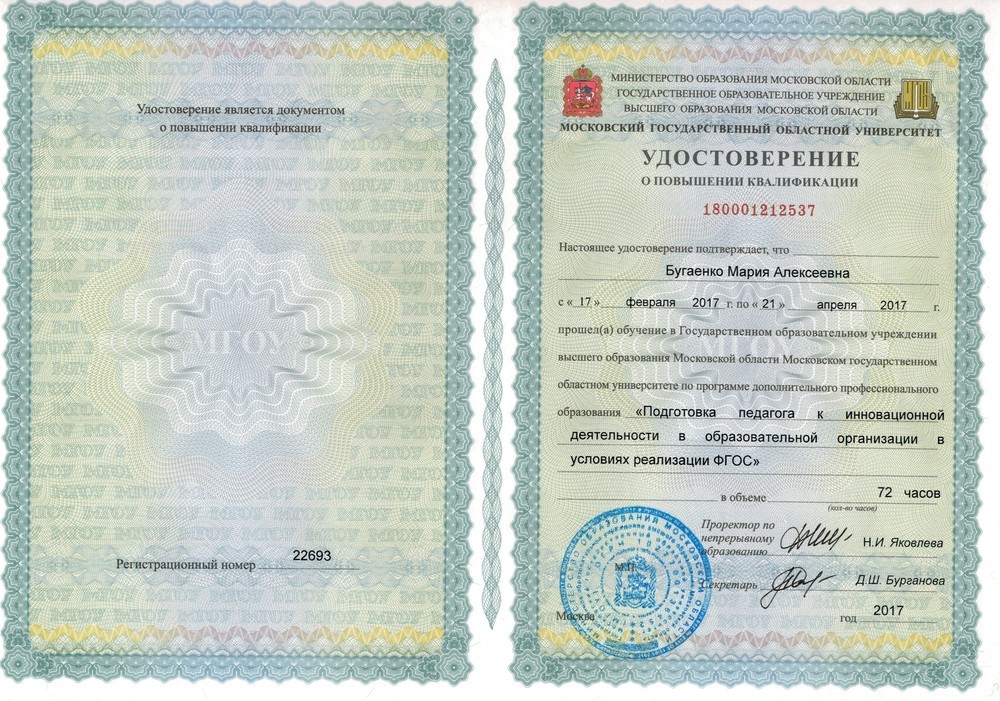 Удостоверение является документом
о повышении квалификации
МГОУ
Регистрационный номер 22693
МИНИСТЕРСТВО ОБРАЗОВАНИЯ МОСКОВСКОЙ ОБЛАСТИ
ГОСУДАРСТВЕННОЕ ОБРАЗОВАТЕЛЬНОЕ УЧРЕЖДЕНИЕ
ВЫСШЕГО ОБРАЗОВАНИЯ МОСКОВСКОЙ ОБЛАСТИ
МОСКОВСКИЙ ГОСУДАРСТВЕННЫЙ ОБЛАСТНОЙ УНИВЕРСИТЕТ
УДОСТОВЕРЕНИЕ
О ПОВЫШЕНИИ КВАЛИФИКАЦИИ
180001212537
Настоящее удостоверение подтверждает, что
Бугаенко Мария Алексеевна
с « 17 » февраля 2017 г. по « 21 » апреля 2017 г.
прошел(а) обучение в Государственном образовательном учреждении
высшего образования Московской области Московском государственном
областном университете по программе дополнительного профессионального
образования «Подготовка педагога к инновационной
деятельности в образовательной организации в
условиях реализации ФГОС»
в объеме 72 часов
(кол-во часов)
Проректор по
непрерывному
образованию Н.И. Яковлева
М.П.
Секретарь Д.Ш. Бурганова
Москва год 2017